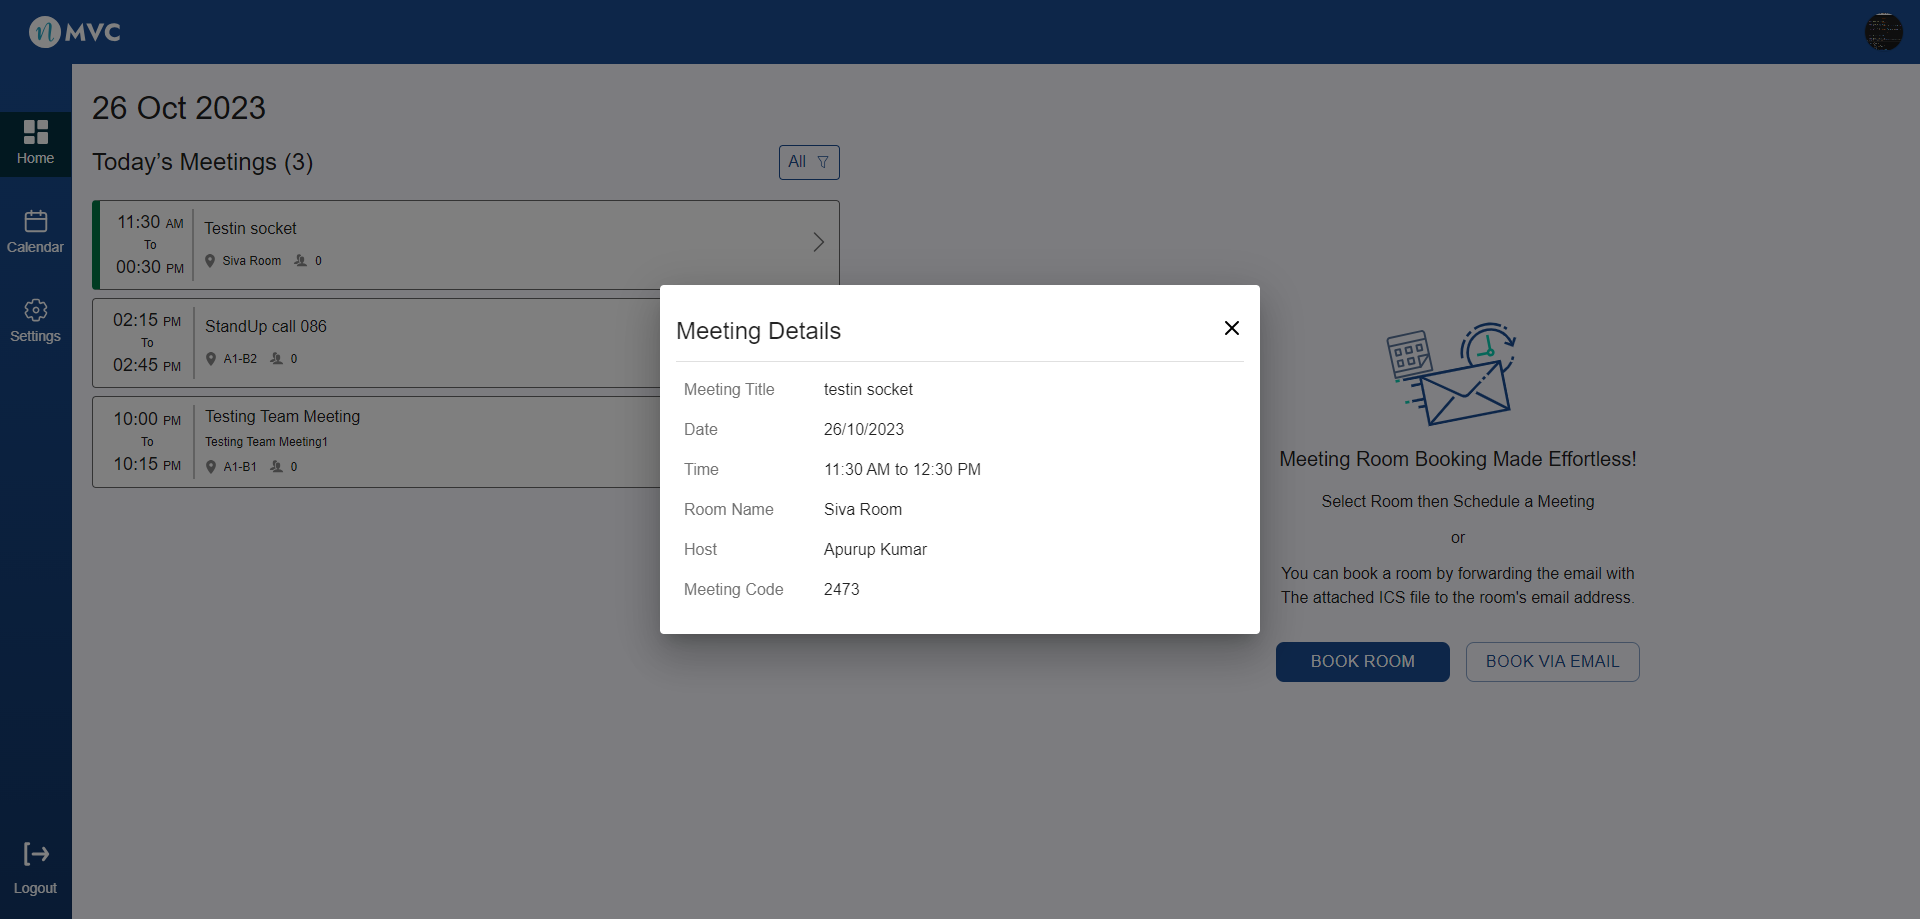 n MVC
Home
Calendar
Settings
Logout
26 Oct 2023
Today’s Meetings (3)
All
11:30 AM
To
00:30 PM
Testin socket
Siva Room 0
02:15 PM
To
02:45 PM
StandUp call 086
A1-B2 0
10:00 PM
To
10:15 PM
Testing Team Meeting
Testing Team Meeting1
A1-B1 0
Meeting Details
Meeting Title testin socket
Date 26/10/2023
Time 11:30 AM to 12:30 PM
Room Name Siva Room
Host Apurup Kumar
Meeting Code 2473
Meeting Room Booking Made Effortless!
Select Room then Schedule a Meeting
or
You can book a room by forwarding the email with
The attached ICS file to the room's email address.
BOOK ROOM
BOOK VIA EMAIL